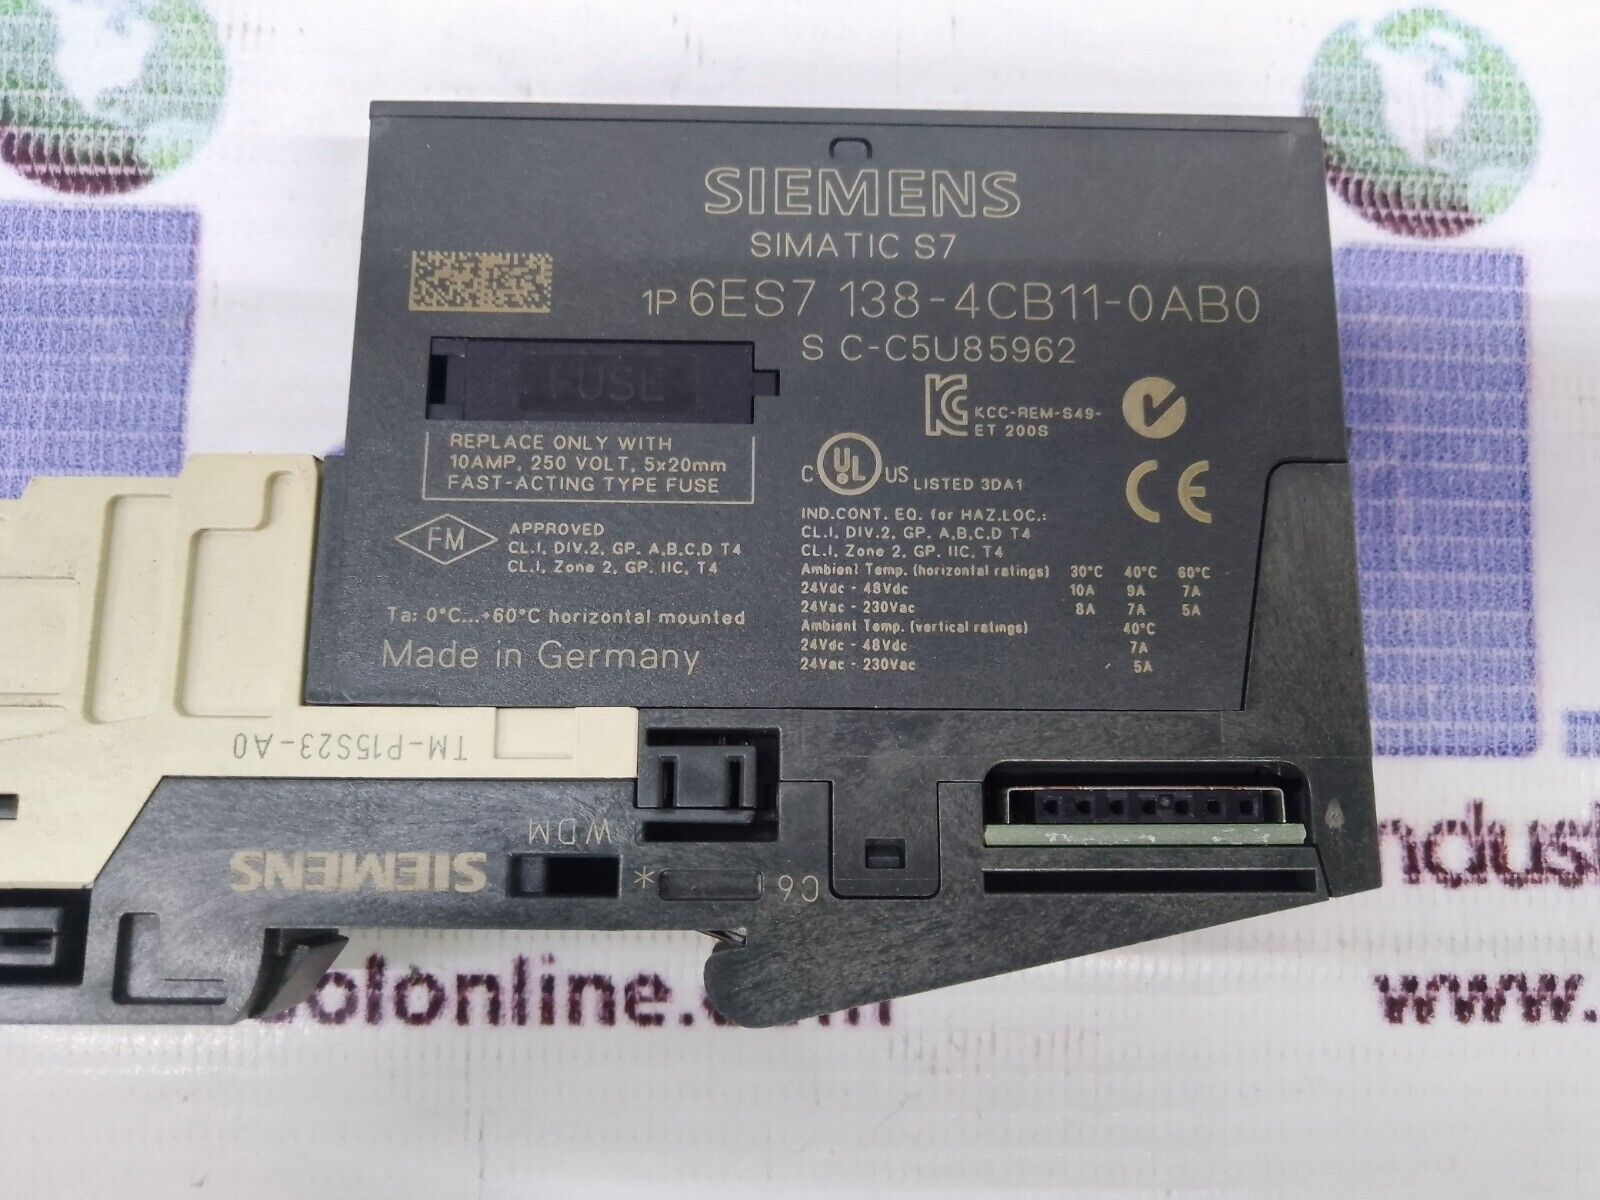 SIEMENS
SIMATIC S7
1P 6ES7 138-4CB11-0AB0
S C-C5U85962
FUSE
REPLACE ONLY WITH
10AMP, 250 VOLT, 5x20mm
FAST-ACTING TYPE FUSE
KCC-REM-S49-
ET 200S
C UL US LISTED 3DA1
CE
FM
APPROVED
CL.I, DIV.2, GP. A,B,C,D T4
CL.I, Zone 2, GP. IIC, T4
Ta: 0°C...+60°C horizontal mounted
Made in Germany
IND.CONT. EQ. for HAZ.LOC.:
CL.I, DIV.2, GP. A,B,C,D T4
CL.I, Zone 2, GP. IIC, T4
Ambient Temp. (horizontal ratings) 30°C 40°C 60°C
24Vdc - 48Vdc 10A 9A 7A
24Vac - 230Vac 8A 7A 5A
Ambient Temp. (vertical ratings) 40°C
24Vdc - 48Vdc 7A
24Vac - 230Vac 5A
TM-P15S23-A0
WDM
SIEMENS
* C6
ndus
olonline.com
www.